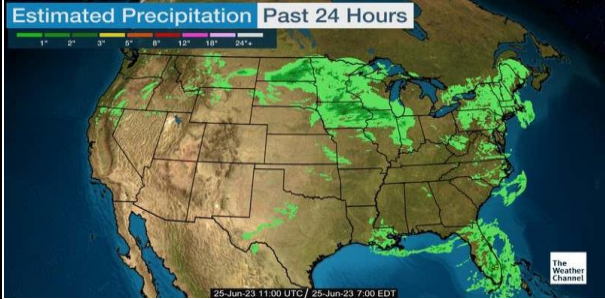 Estimated Precipitation Past 24 Hours
1" 2" 3" 5" 8" 12" 18" 24"+
The
Weather
Channel
25-Jun-23 11:00 UTC / 25-Jun-23 7:00 EDT